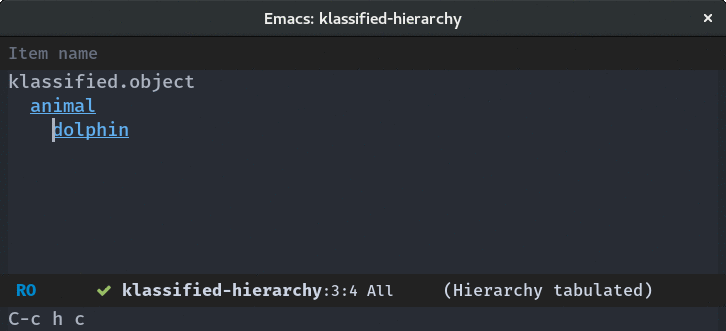 Emacs: klassified-hierarchy ×
Item name
klassified.object
animal
dolphin
RO ✔ klassified-hierarchy:3:4 All (Hierarchy tabulated)
C-c h c